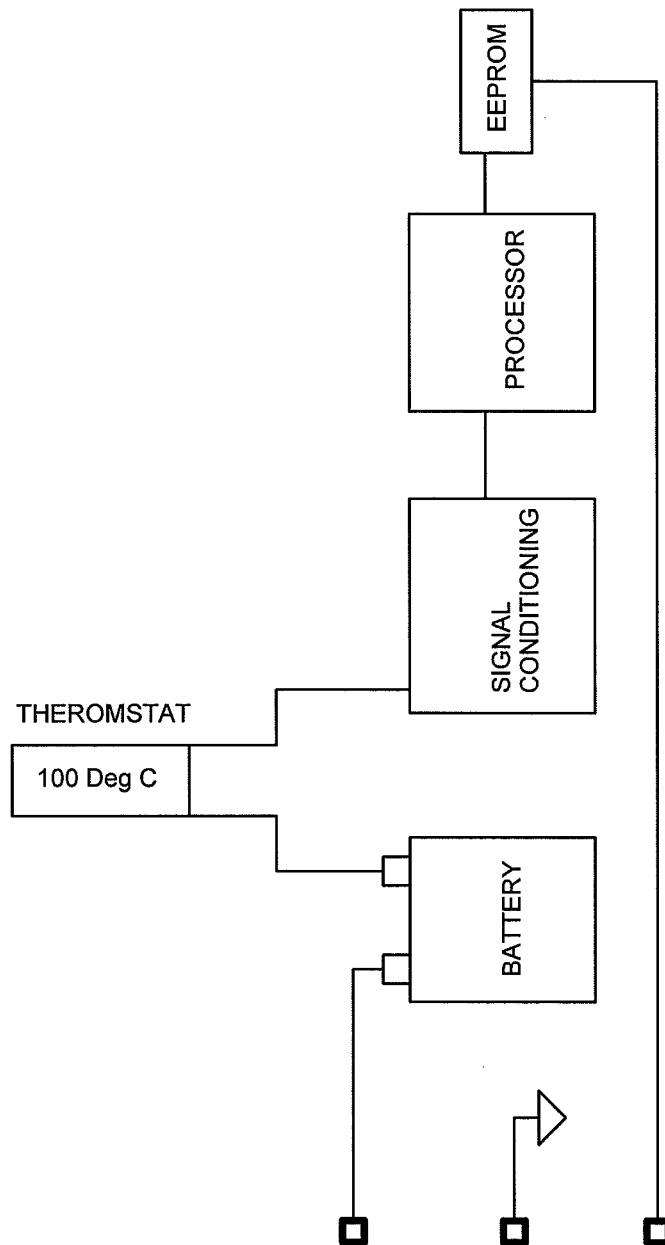 THEROMSTAT
100 Deg C
EEPROM
PROCESSOR
SIGNAL
CONDITIONING
BATTERY